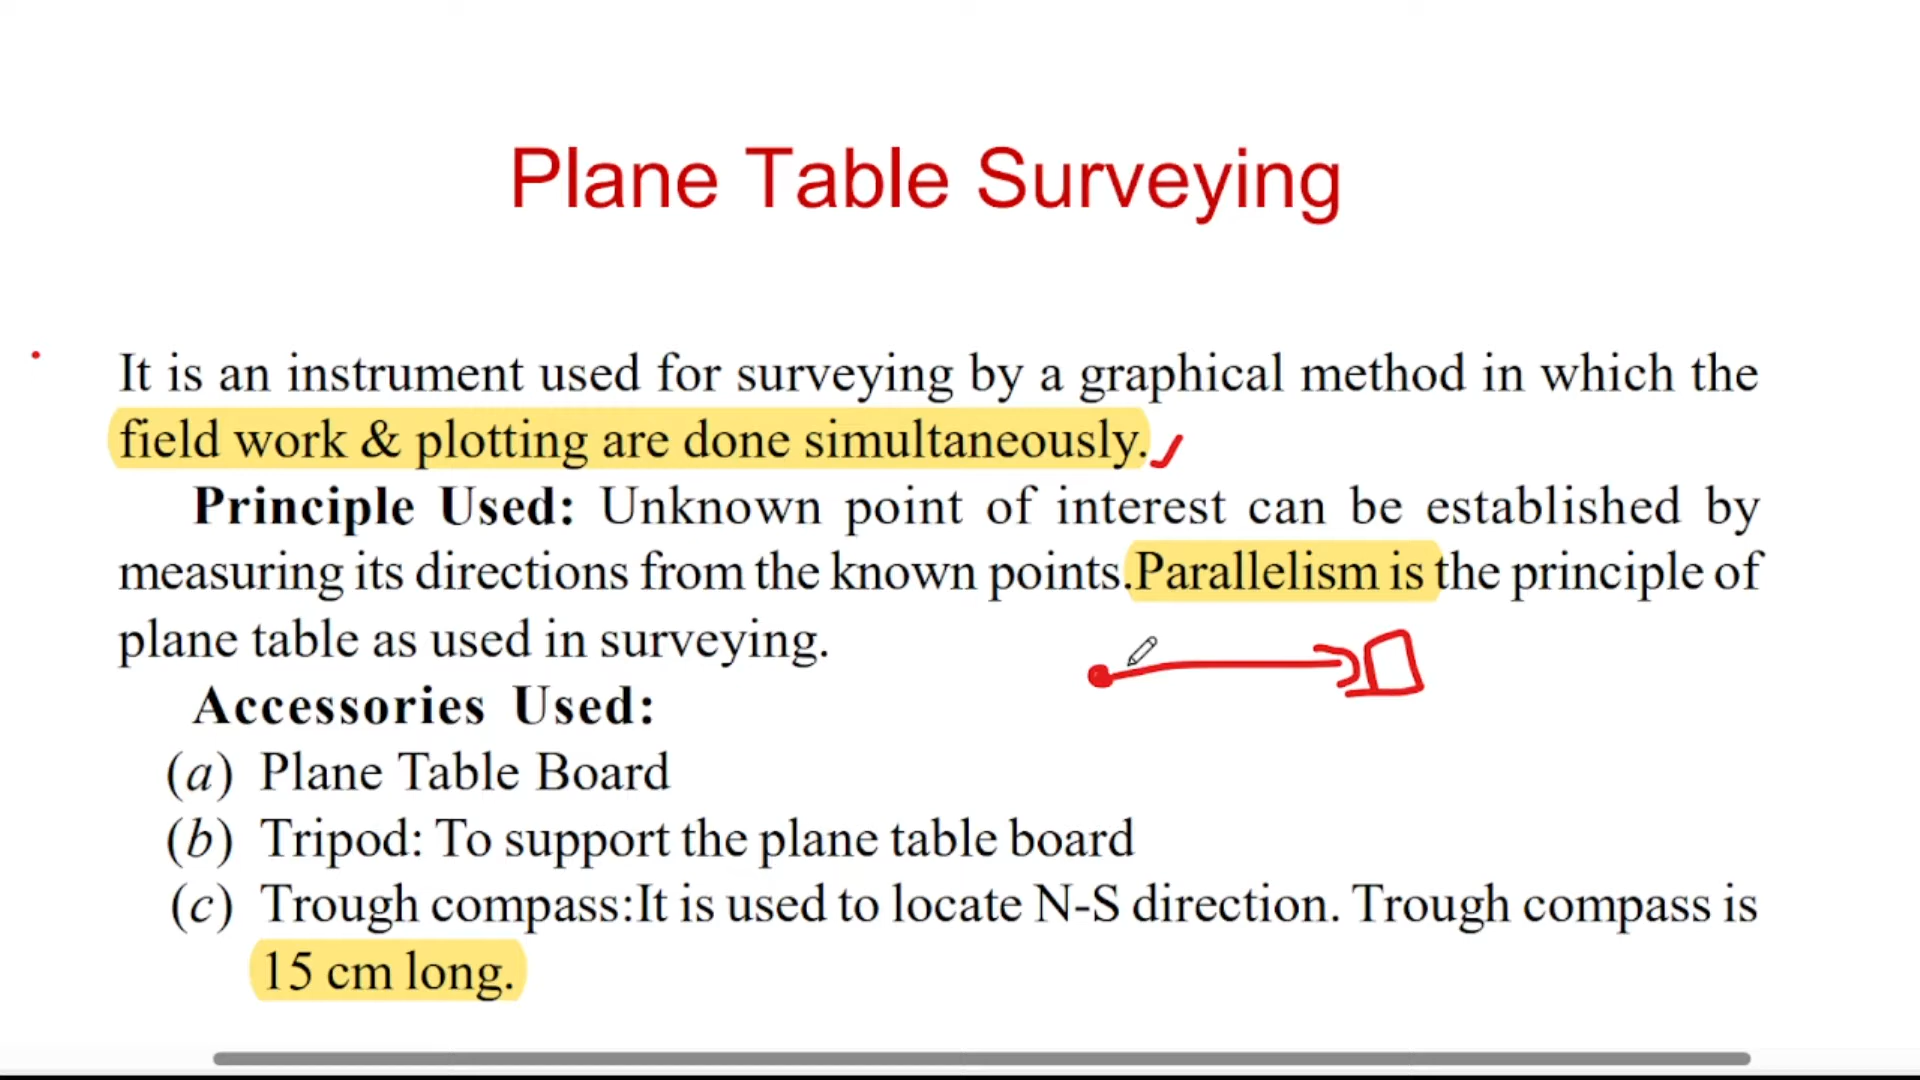 Plane Table Surveying
It is an instrument used for surveying by a graphical method in which the
field work & plotting are done simultaneously.
Principle Used: Unknown point of interest can be established by
measuring its directions from the known points.Parallelism is the principle of
plane table as used in surveying.
Accessories Used:
(a) Plane Table Board
(b) Tripod: To support the plane table board
(c) Trough compass:It is used to locate N-S direction. Trough compass is
15 cm long.